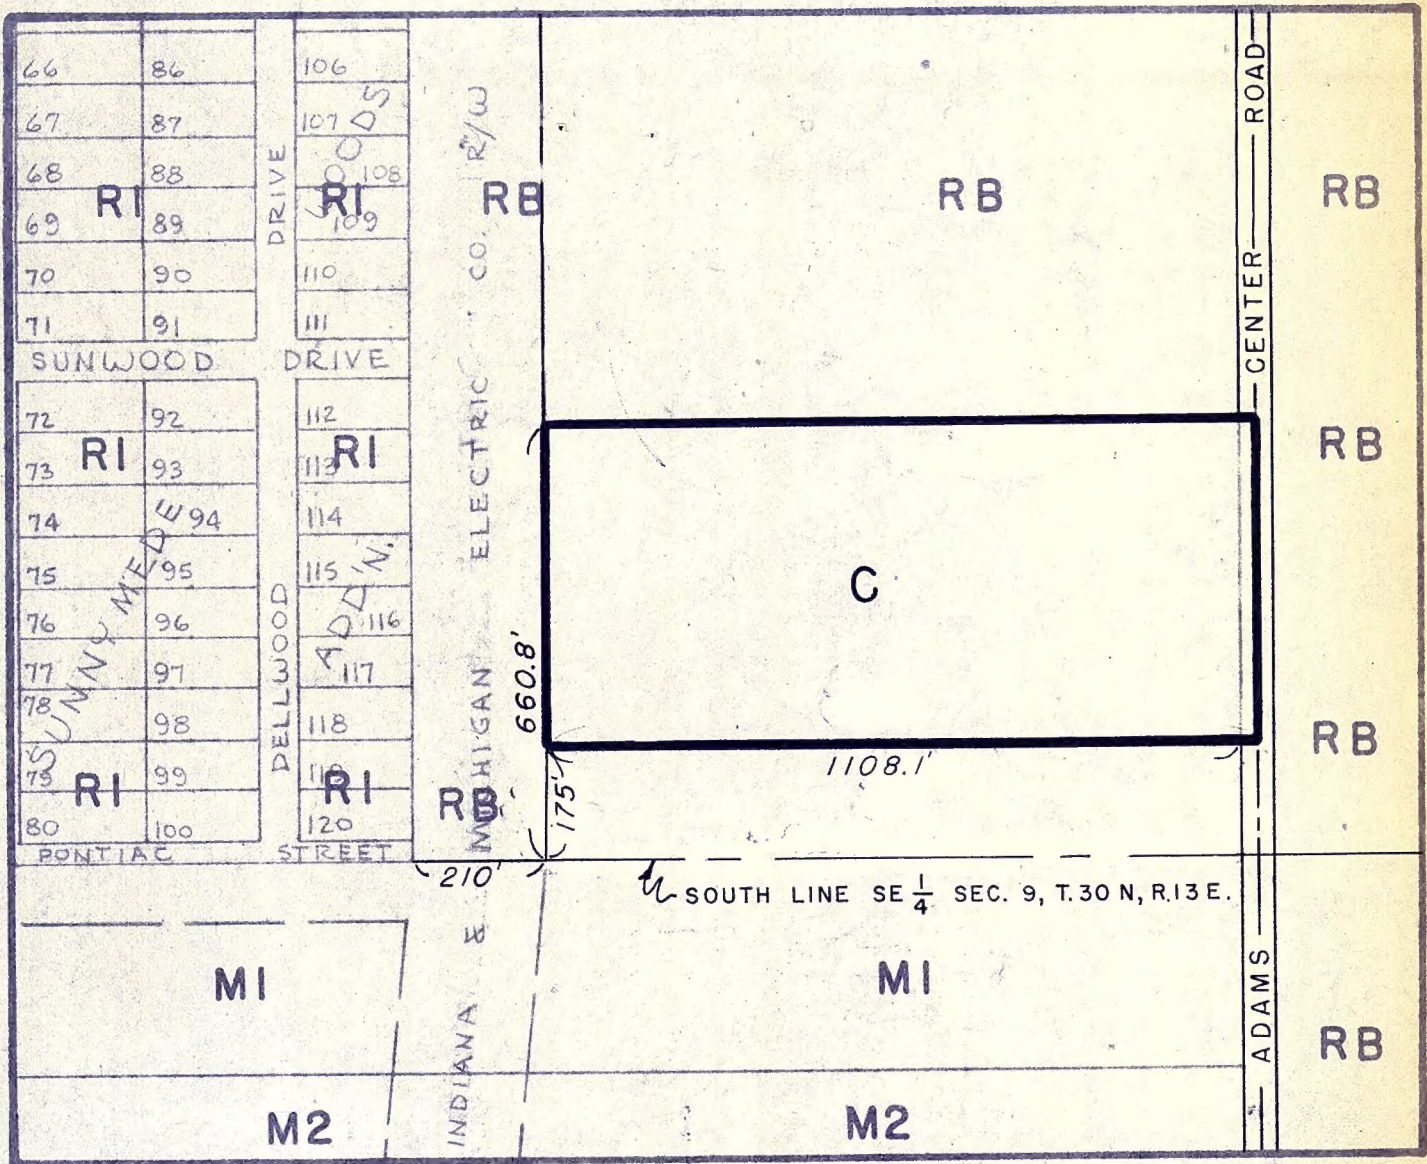 66 86 106
67 87 107
68 88 108
69 89 109
70 90 110
71 91 111
R1 R1 RB RB RB
DRIVE
SUNWOOD DRIVE
72 92 112
73 93 113
74 94 114
75 95 115
76 96 116
77 97 117
78 98 118
79 99 119
80 100 120
R1 R1 RB
SUNNYMEDE WOODS ADD'N.
DELLWOOD
C
660.8'
1108.1'
175'
R1 R1 RB RB
PONTIAC STREET
210'
SOUTH LINE SE 1/4 SEC. 9, T.30 N, R.13 E.
INDIANA & MICHIGAN ELECTRIC CO. R/W
ADAMS CENTER ROAD
M1 M1 RB
M2 M2